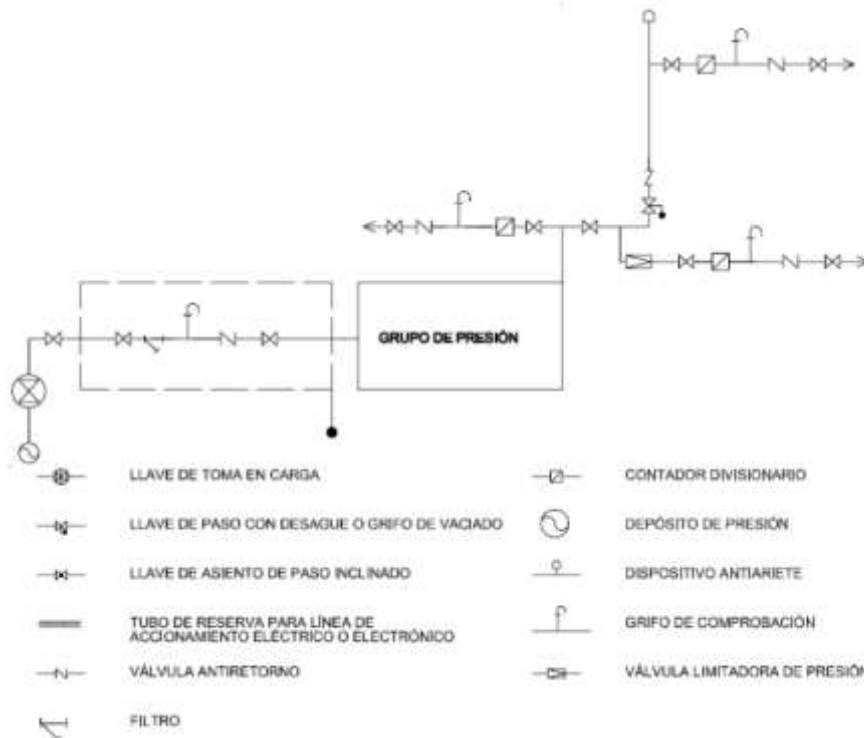 GRUPO DE PRESIÓN
LLAVE DE TOMA EN CARGA
LLAVE DE PASO CON DESAGUE O GRIFO DE VACIADO
LLAVE DE ASIENTO DE PASO INCLINADO
TUBO DE RESERVA PARA LÍNEA DE
ACCIONAMIENTO ELÉCTRICO O ELECTRÓNICO
VÁLVULA ANTIRETORNO
FILTRO
CONTADOR DIVISIONARIO
DEPÓSITO DE PRESIÓN
DISPOSITIVO ANTIARIETE
GRIFO DE COMPROBACIÓN
VÁLVULA LIMITADORA DE PRESIÓN